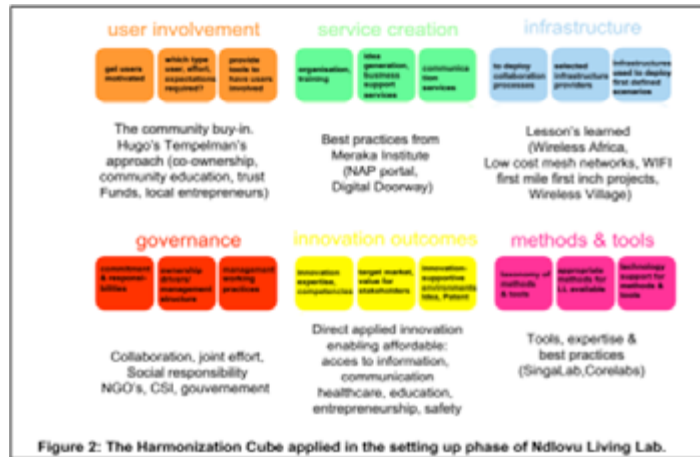 user involvement
get users
motivated
which type
user, effort,
expectations
required?
provide
tools to
have users
involved
The community buy-in.
Hugo's Tempelman's
approach (co-ownership,
community education, trust
Funds, local entrepreneurs)
service creation
organisation,
training
idea
generation,
business
support
services
communica
tion
services
Best practices from
Meraka Institute
(NAP portal,
Digital Doorway)
infrastructure
to deploy
collaboration
processes
selected
infrastructure
providers
infrastructures
used to deploy
first defined
scenarios
Lesson's learned
(Wireless Africa,
Low cost mesh networks, WIFI
first mile first inch projects,
Wireless Village)
governance
commitment
& responsi-
bilities
ownership
drivers/
management
structure
management
working
practices
Collaboration, joint effort,
Social responsibility
NGO's, CSI, gouvernement
innovation outcomes
innovation
expertise,
competencies
target market,
value for
stakeholders
innovation-
supportive
environments
Idea, Patent
Direct applied innovation
enabling affordable:
acces to information,
communication
healthcare, education,
entrepreneurship, safety
methods & tools
taxonomy of
methods
& tools
appropriate
methods for
LL available
technology
support for
methods &
tools
Tools, expertise &
best practices
(SingaLab,Corelabs)
Figure 2: The Harmonization Cube applied in the setting up phase of Ndlovu Living Lab.